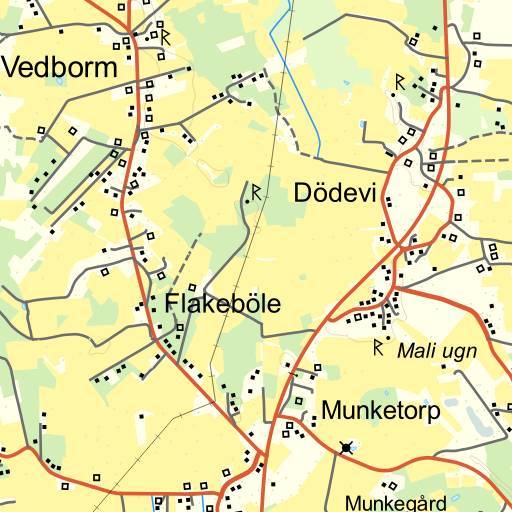 Vedborm
Dödevi
Flakeböle
Mali ugn
Munketorp
Munkegård